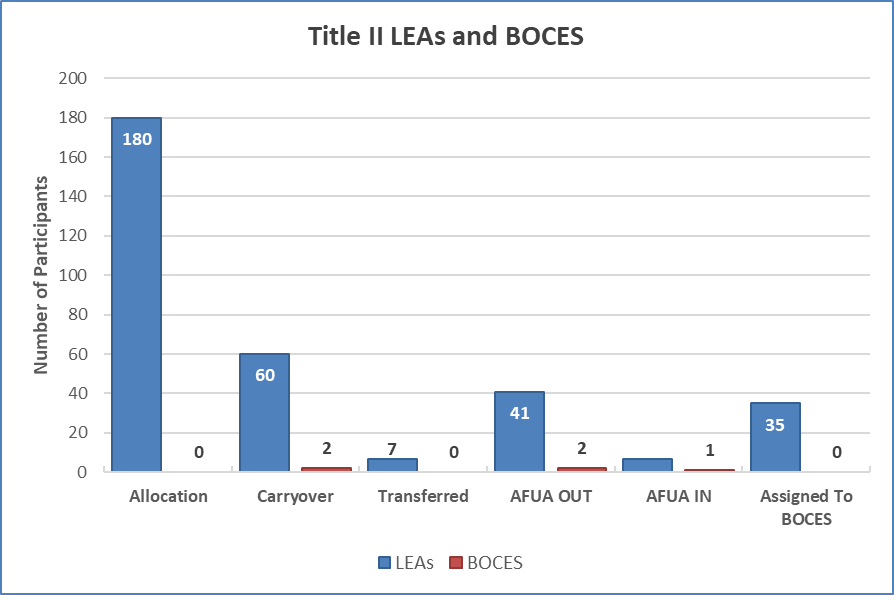 Title II LEAs and BOCES
Number of Participants
200
180
160
140
120
100
80
60
40
20
0
180
0
60
2
7
0
41
2
1
35
0
Allocation
Carryover
Transferred
AFUA OUT
AFUA IN
Assigned To
BOCES
LEAs
BOCES